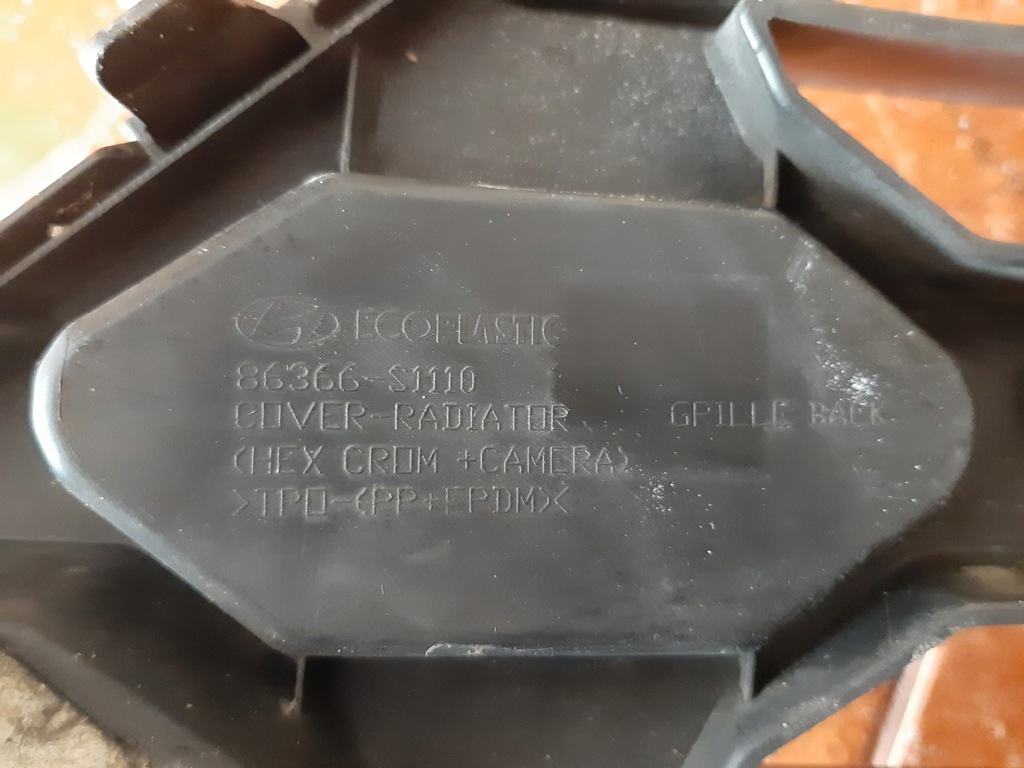 ECOPLASTIC
86366-S1110
COVER-RADIATOR GRILLE BACK
(HEX CROM +CAMERA)
>TPO-(PP+EPDM)<